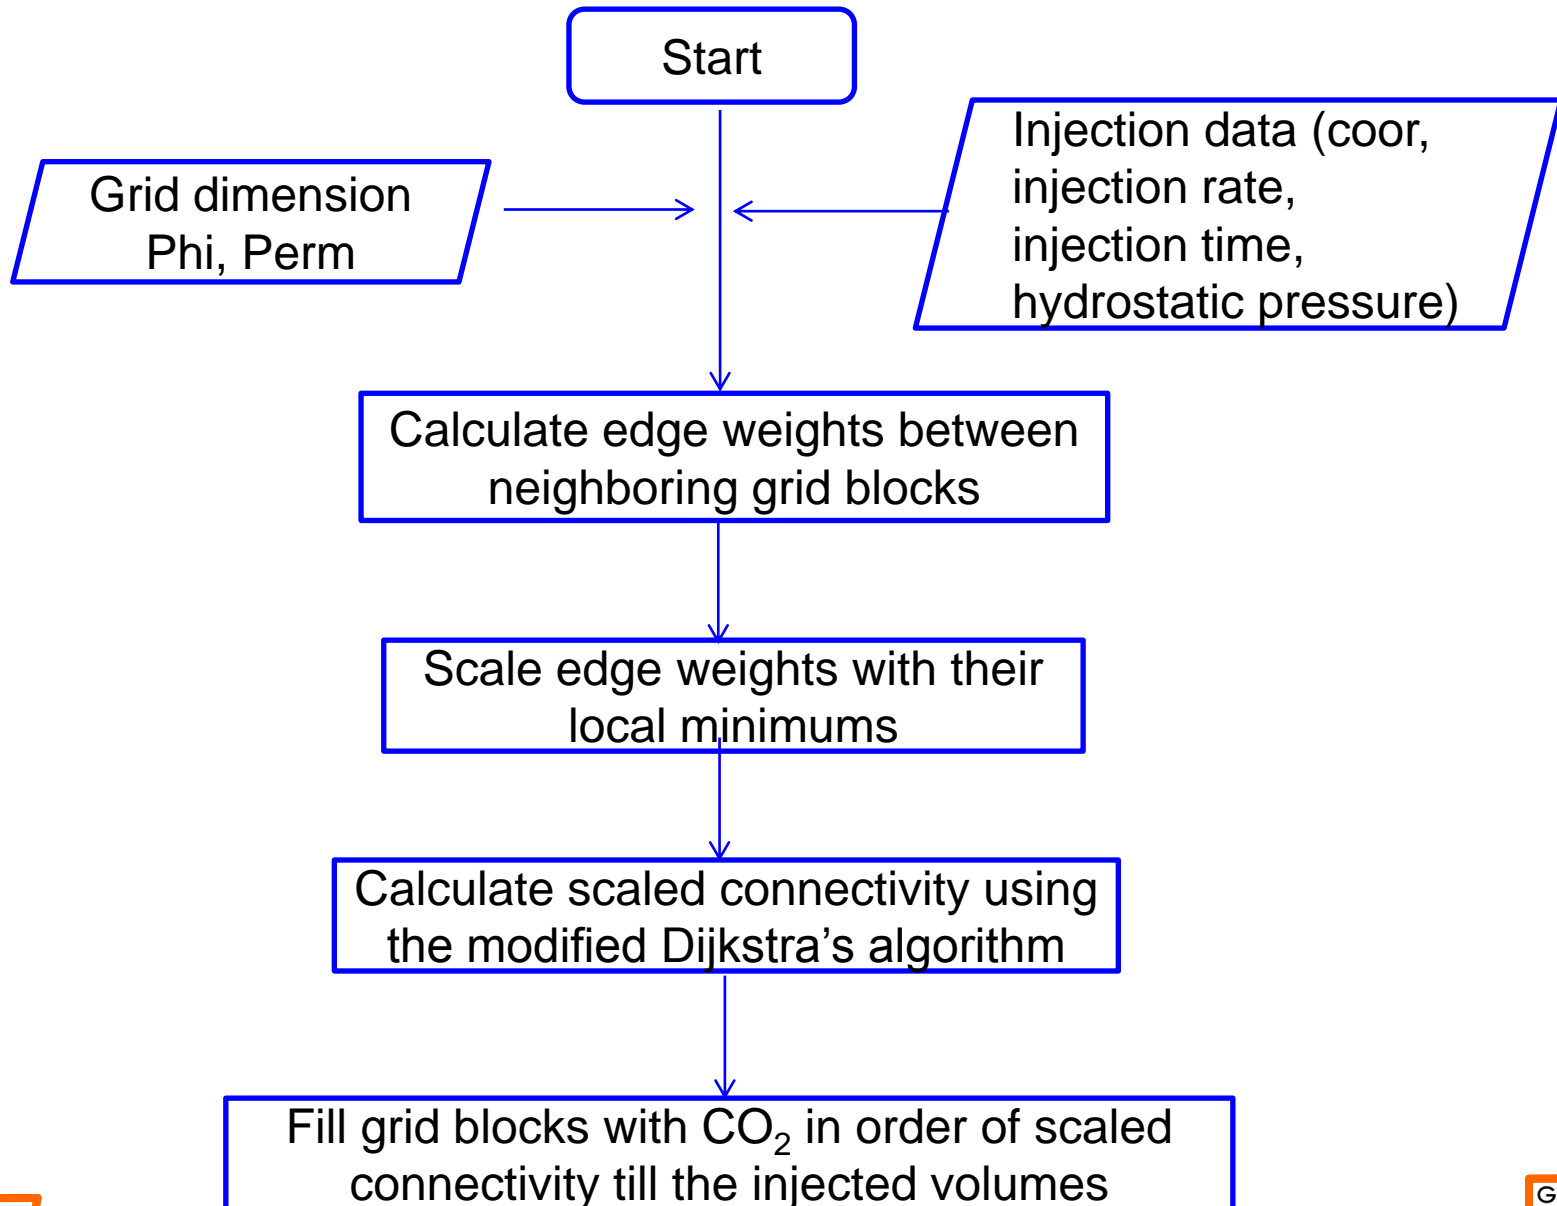 Start
Grid dimension
Phi, Perm
Injection data (coor,
injection rate,
injection time,
hydrostatic pressure)
Calculate edge weights between
neighboring grid blocks
Scale edge weights with their
local minimums
Calculate scaled connectivity using
the modified Dijkstra’s algorithm
Fill grid blocks with CO₂ in order of scaled
connectivity till the injected volumes
G